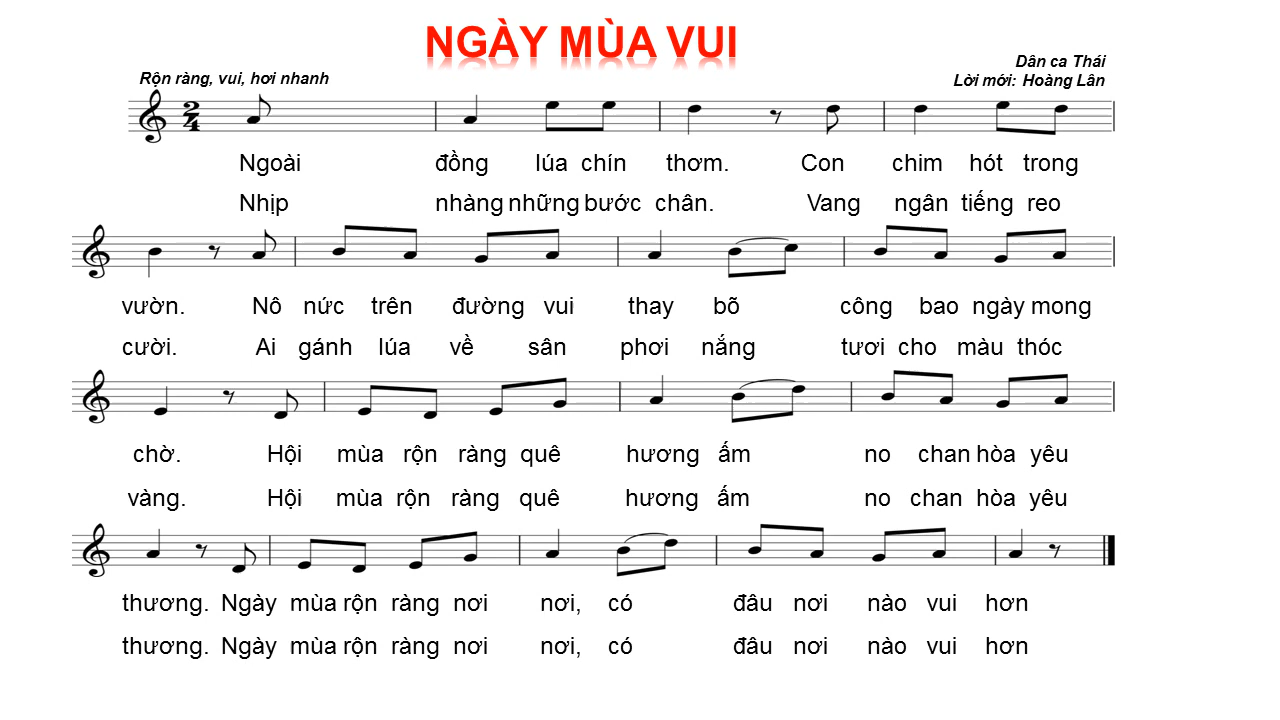 NGÀY MÙA VUI
Rộn ràng, vui, hơi nhanh
Dân ca Thái
Lời mới: Hoàng Lân
2
4
Ngoài đồng lúa chín thơm. Con chim hót trong
Nhịp nhàng những bước chân. Vang ngân tiếng reo
vườn. Nô nức trên đường vui thay bõ công bao ngày mong
cười. Ai gánh lúa về sân phơi nắng tươi cho màu thóc
chờ. Hội mùa rộn ràng quê hương ấm no chan hòa yêu
vàng. Hội mùa rộn ràng quê hương ấm no chan hòa yêu
thương. Ngày mùa rộn ràng nơi nơi, có đâu nơi nào vui hơn
thương. Ngày mùa rộn ràng nơi nơi, có đâu nơi nào vui hơn